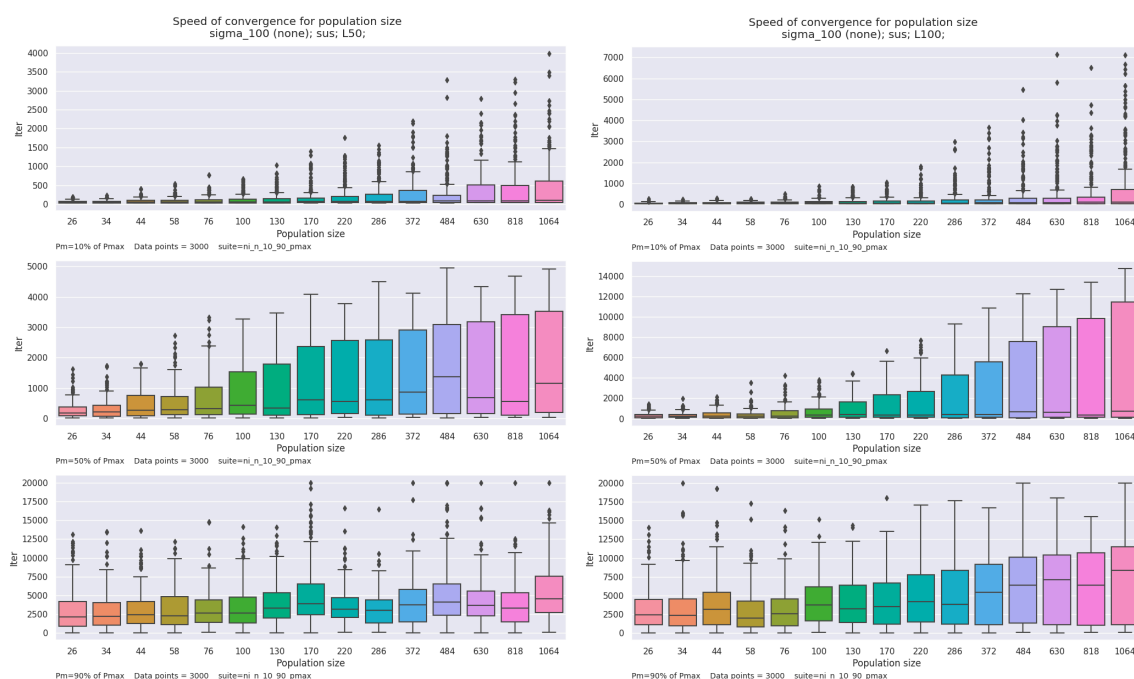 Speed of convergence for population size
sigma_100 (none); sus; L50;
4000
3500
3000
2500
2000
1500
1000
500
0
Iter
26 34 44 58 76 100 130 170 220 286 372 484 630 818 1064
Population size
Pm=10% of Pmax Data points = 3000 suite=ni_n_10_90_pmax
5000
4000
3000
2000
1000
0
Iter
26 34 44 58 76 100 130 170 220 286 372 484 630 818 1064
Population size
Pm=50% of Pmax Data points = 3000 suite=ni_n_10_90_pmax
20000
17500
15000
12500
10000
7500
5000
2500
0
Iter
26 34 44 58 76 100 130 170 220 286 372 484 630 818 1064
Population size
Pm=90% of Pmax Data points = 3000 suite=ni_n_10_90_pmax
Speed of convergence for population size
sigma_100 (none); sus; L100;
7000
6000
5000
4000
3000
2000
1000
0
Iter
26 34 44 58 76 100 130 170 220 286 372 484 630 818 1064
Population size
Pm=10% of Pmax Data points = 3000 suite=ni_n_10_90_pmax
14000
12000
10000
8000
6000
4000
2000
0
Iter
26 34 44 58 76 100 130 170 220 286 372 484 630 818 1064
Population size
Pm=50% of Pmax Data points = 3000 suite=ni_n_10_90_pmax
20000
17500
15000
12500
10000
7500
5000
2500
0
Iter
26 34 44 58 76 100 130 170 220 286 372 484 630 818 1064
Population size
Pm=90% of Pmax Data points = 3000 suite=ni_n_10_90_pmax